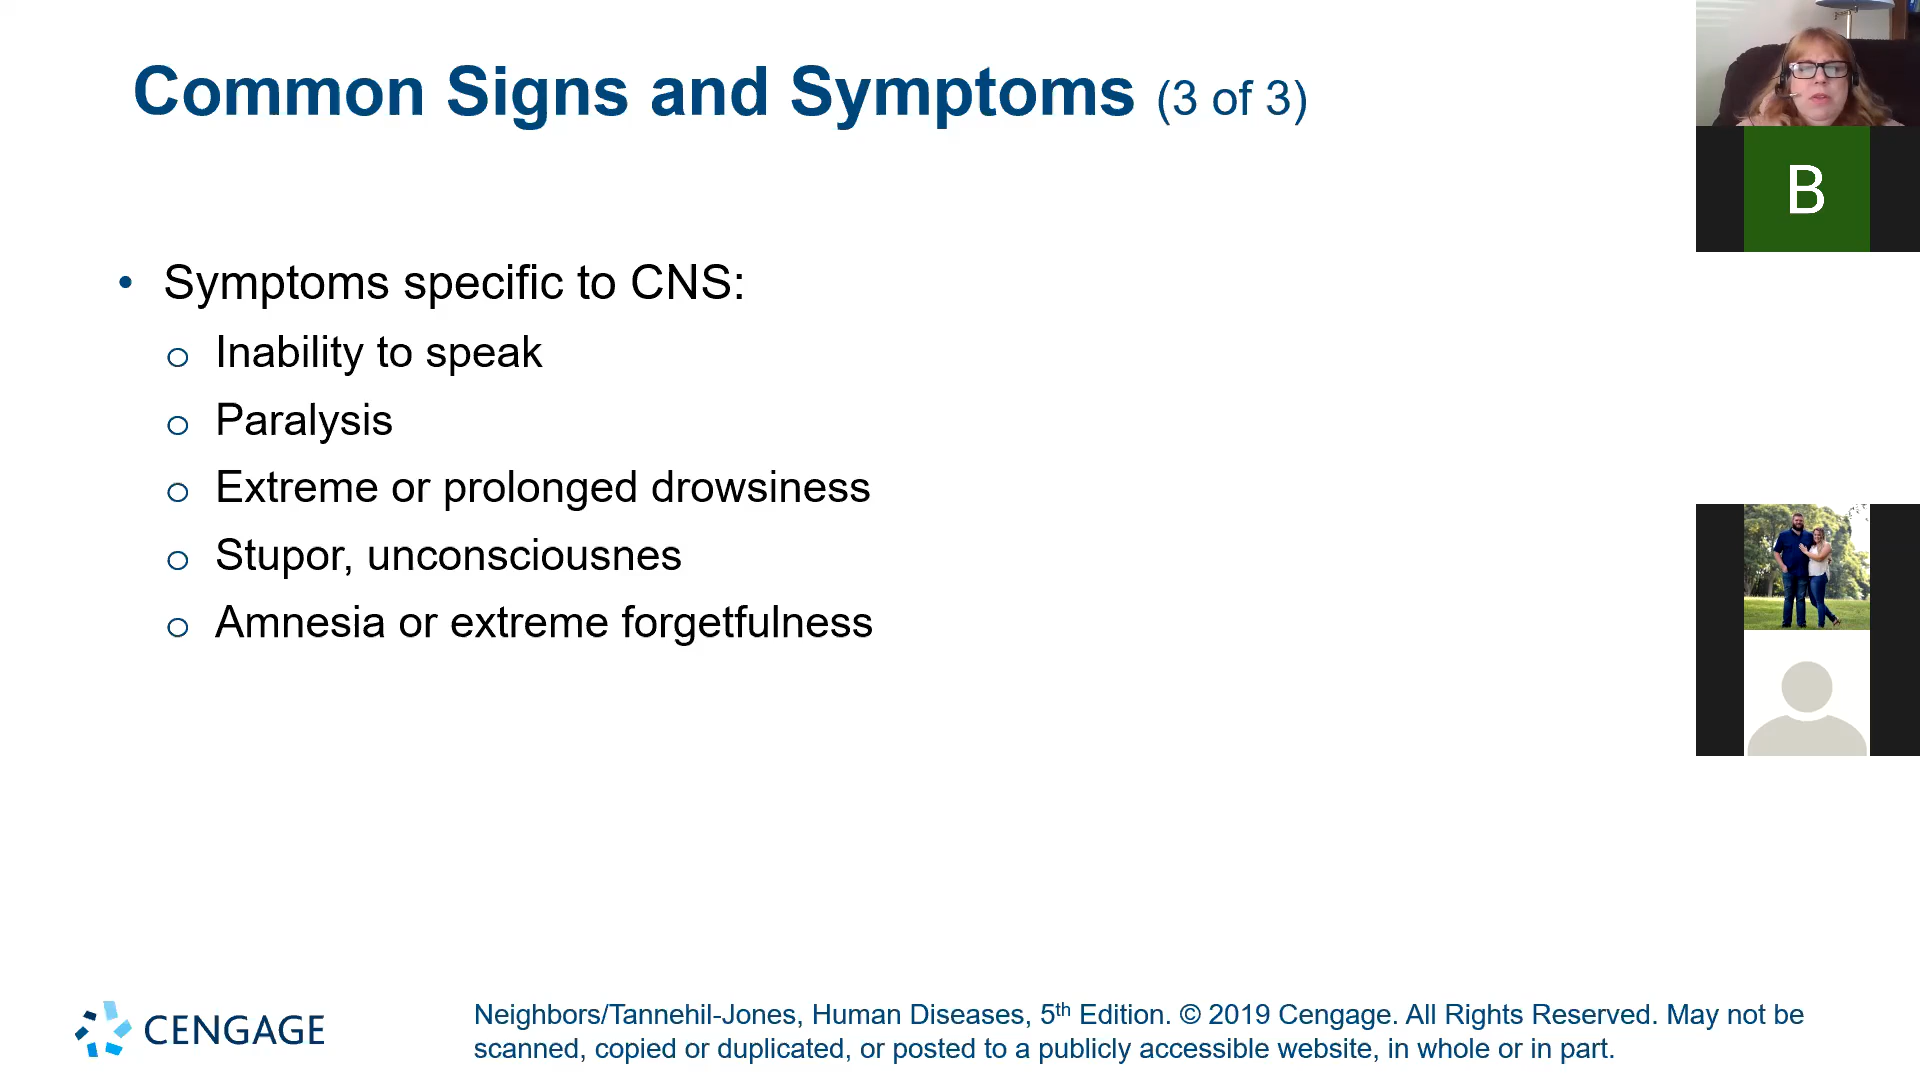 Common Signs and Symptoms (3 of 3)
B
• Symptoms specific to CNS:
o Inability to speak
o Paralysis
o Extreme or prolonged drowsiness
o Stupor, unconsciousnes
o Amnesia or extreme forgetfulness
CENGAGE
Neighbors/Tannehil-Jones, Human Diseases, 5th Edition. © 2019 Cengage. All Rights Reserved. May not be
scanned, copied or duplicated, or posted to a publicly accessible website, in whole or in part.